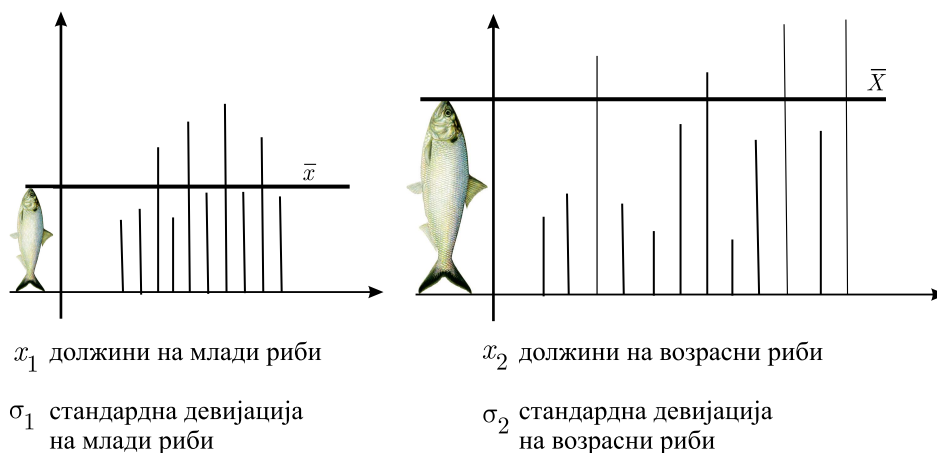 x̅
X̅
x₁ должини на млади риби
σ₁ стандардна девијација
на млади риби
x₂ должини на возрасни риби
σ₂ стандардна девијација
на возрасни риби